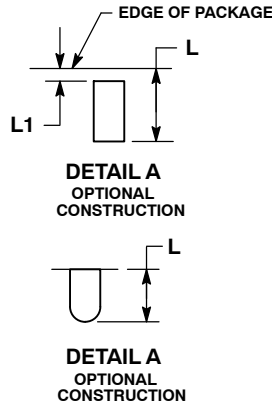 EDGE OF PACKAGE
L
L1
DETAIL A
OPTIONAL
CONSTRUCTION
L
DETAIL A
OPTIONAL
CONSTRUCTION